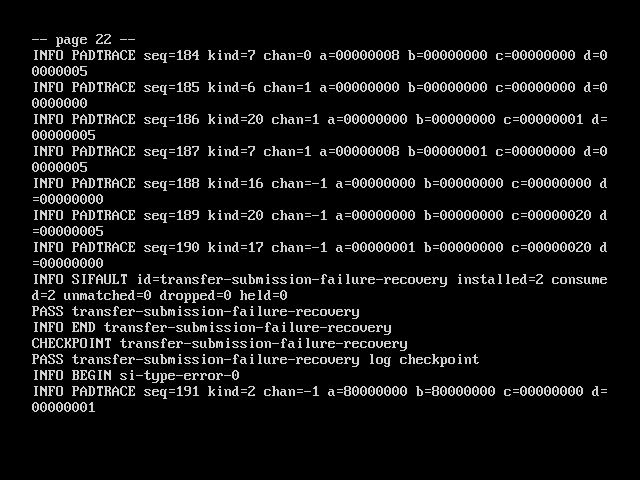 -- page 22 --
INFO PADTRACE seq=184 kind=7 chan=0 a=00000008 b=00000000 c=00000000 d=0
0000005
INFO PADTRACE seq=185 kind=6 chan=1 a=00000000 b=00000000 c=00000000 d=0
0000000
INFO PADTRACE seq=186 kind=20 chan=1 a=00000000 b=00000000 c=00000001 d=
00000005
INFO PADTRACE seq=187 kind=7 chan=1 a=00000008 b=00000001 c=00000000 d=0
0000005
INFO PADTRACE seq=188 kind=16 chan=-1 a=00000000 b=00000000 c=00000000 d
=00000000
INFO PADTRACE seq=189 kind=20 chan=-1 a=00000000 b=00000000 c=00000020 d
=00000005
INFO PADTRACE seq=190 kind=17 chan=-1 a=00000001 b=00000000 c=00000020 d
=00000000
INFO SIFAULT id=transfer-submission-failure-recovery installed=2 consume
d=2 unmatched=0 dropped=0 held=0
PASS transfer-submission-failure-recovery
INFO END transfer-submission-failure-recovery
CHECKPOINT transfer-submission-failure-recovery
PASS transfer-submission-failure-recovery log checkpoint
INFO BEGIN si-type-error-0
INFO PADTRACE seq=191 kind=2 chan=-1 a=80000000 b=80000000 c=00000000 d=
00000001